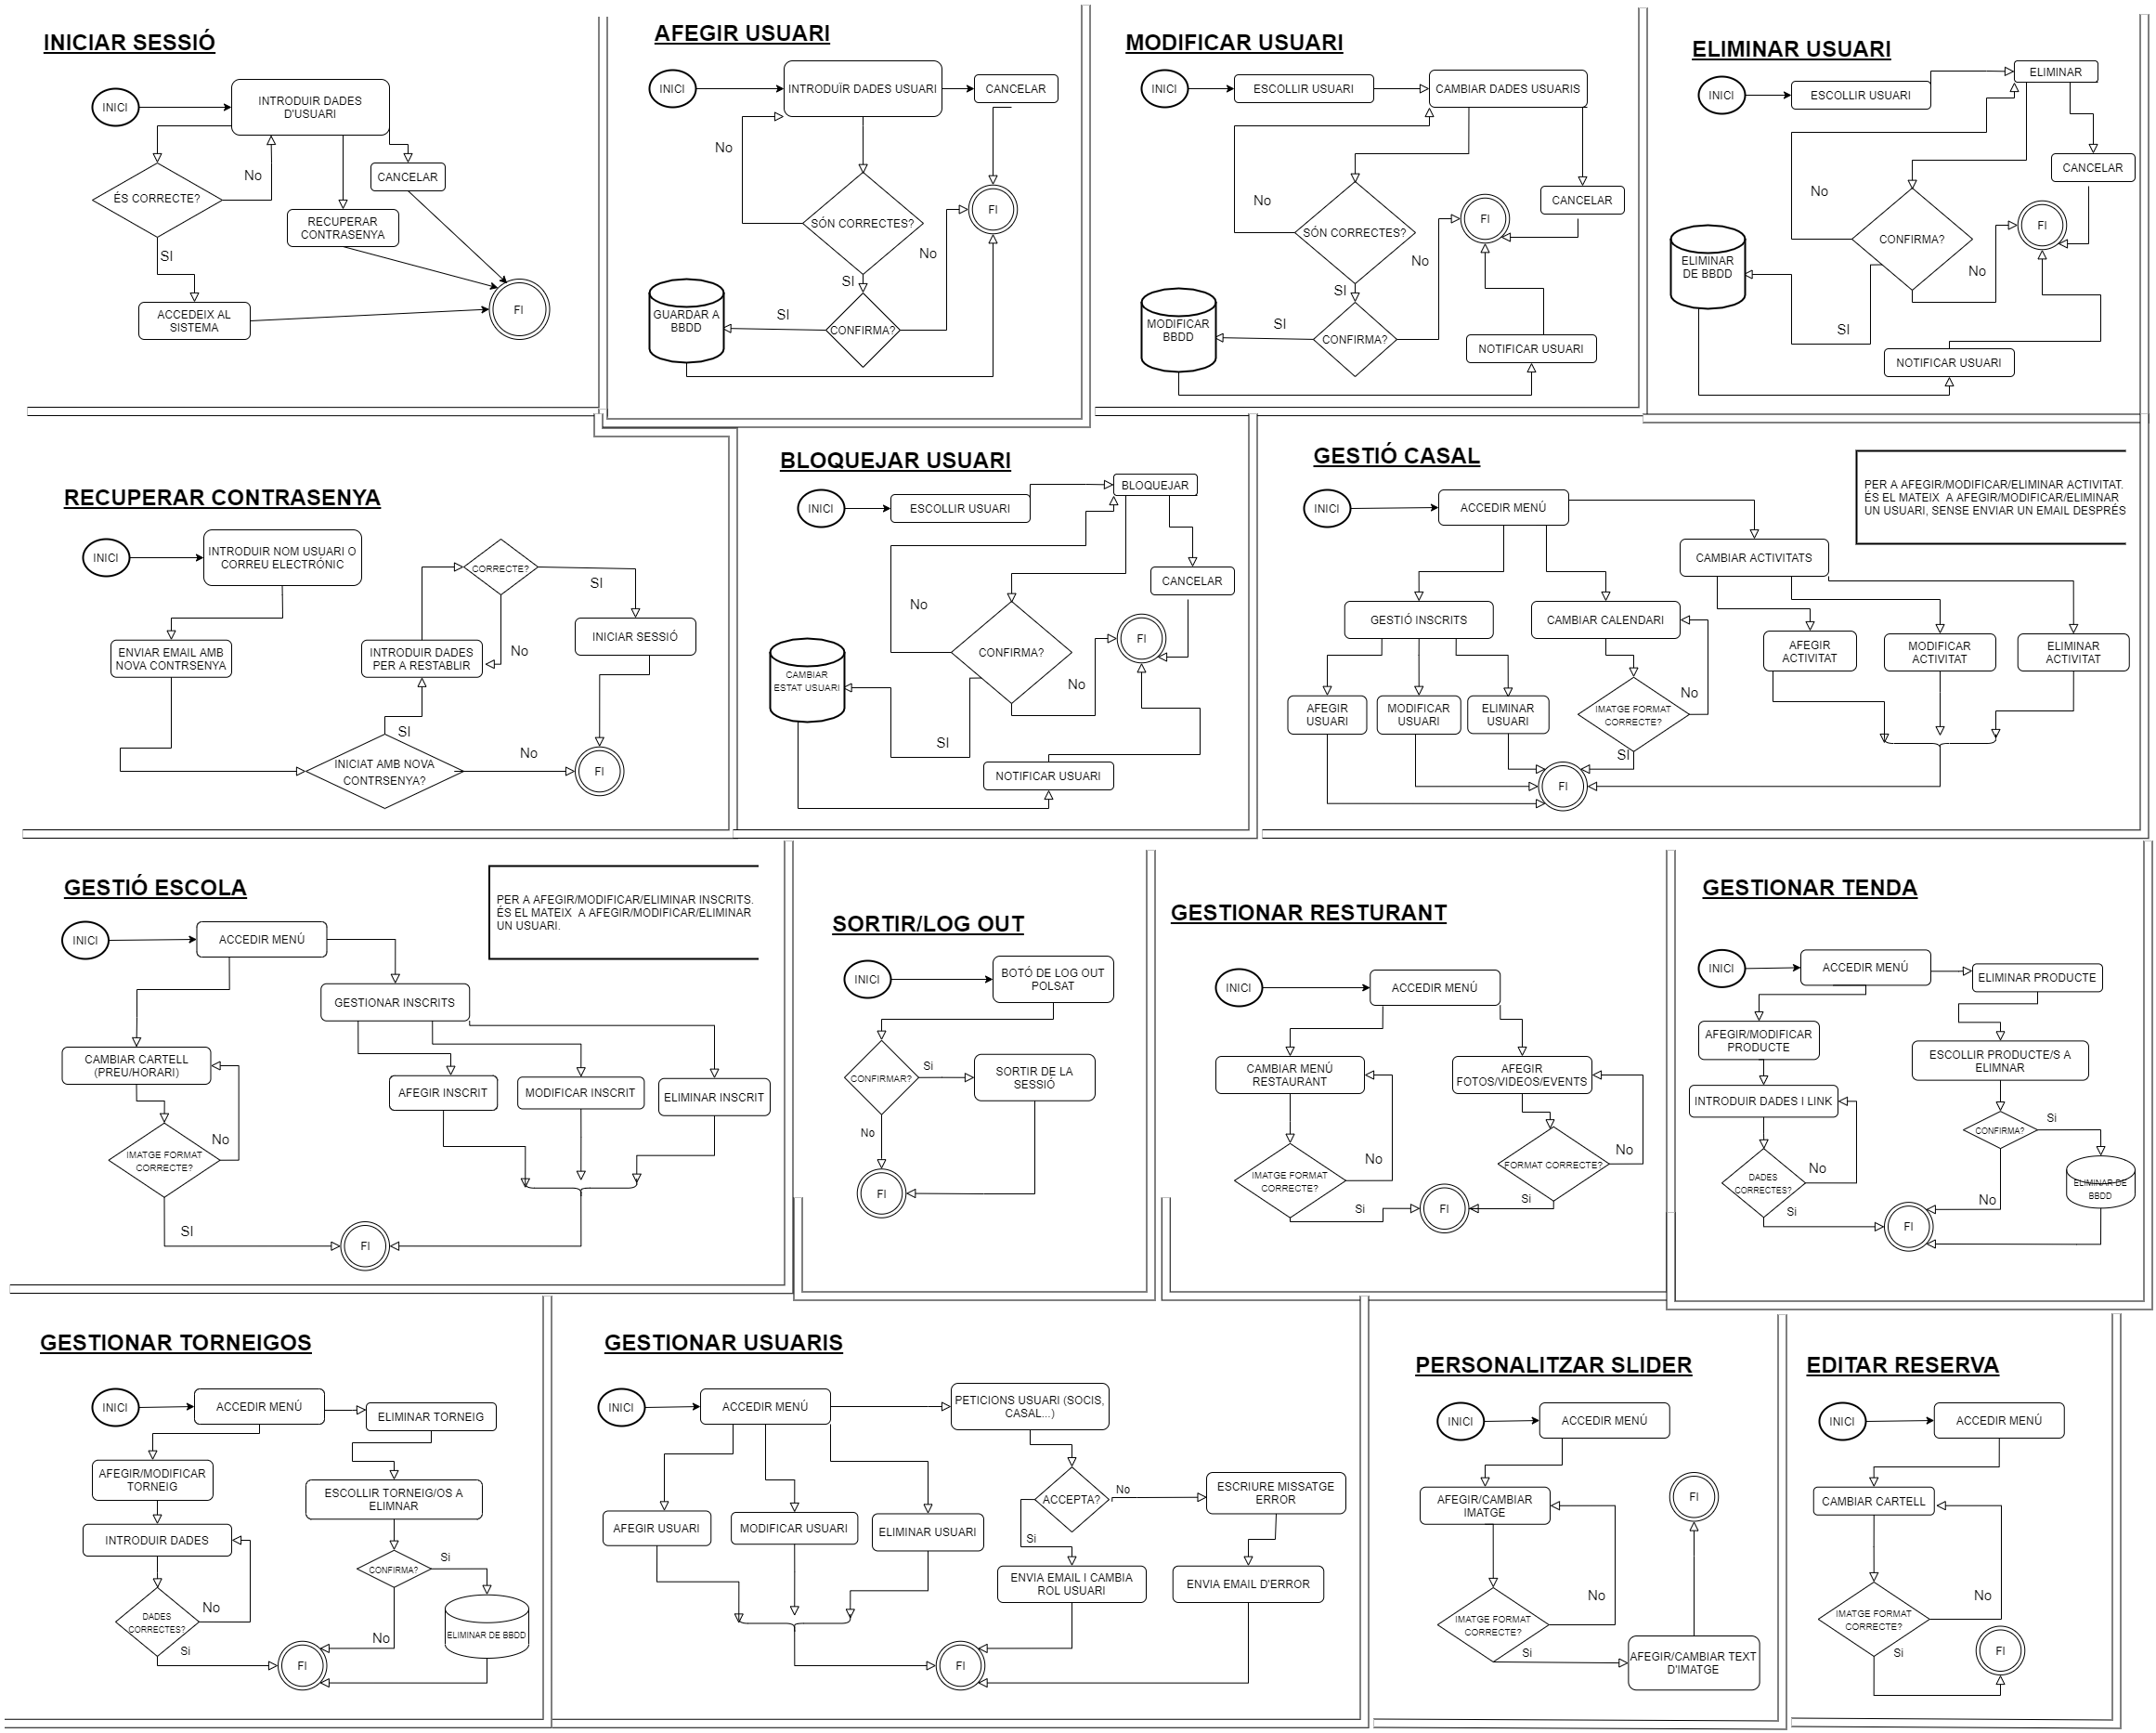 INICIAR SESSIÓ
INICI
INTRODUIR DADES
D'USUARI
ÉS CORRECTE?
No
CANCELAR
RECUPERAR
CONTRASENYA
SI
ACCEDEIX AL
SISTEMA
FI
AFEGIR USUARI
INICI
INTRODUÏR DADES USUARI
CANCELAR
No
SÓN CORRECTES?
FI
No
SI
GUARDAR A
BBDD
SI
CONFIRMA?
MODIFICAR USUARI
INICI
ESCOLLIR USUARI
CAMBIAR DADES USUARIS
No
CANCELAR
SÓN CORRECTES?
FI
No
SI
MODIFICAR
BBDD
SI
CONFIRMA?
NOTIFICAR USUARI
ELIMINAR USUARI
INICI
ESCOLLIR USUARI
ELIMINAR
CANCELAR
No
CONFIRMA?
FI
ELIMINAR
DE BBDD
No
SI
NOTIFICAR USUARI
RECUPERAR CONTRASENYA
INICI
INTRODUIR NOM USUARI O
CORREU ELECTRÒNIC
CORRECTE?
SI
ENVIAR EMAIL AMB
NOVA CONTRSENYA
INTRODUIR DADES
PER A RESTABLIR
No
INICIAR SESSIÓ
SI
INICIAT AMB NOVA
CONTRSENYA?
No
FI
BLOQUEJAR USUARI
INICI
ESCOLLIR USUARI
BLOQUEJAR
CANCELAR
No
CONFIRMA?
FI
CAMBIAR
ESTAT USUARI
No
SI
NOTIFICAR USUARI
GESTIÓ CASAL
PER A AFEGIR/MODIFICAR/ELIMINAR ACTIVITAT.
ÉS EL MATEIX  A AFEGIR/MODIFICAR/ELIMINAR
UN USUARI, SENSE ENVIAR UN EMAIL DESPRÉS
INICI
ACCEDIR MENÚ
CAMBIAR ACTIVITATS
GESTIÓ INSCRITS
CAMBIAR CALENDARI
AFEGIR
ACTIVITAT
MODIFICAR
ACTIVITAT
ELIMINAR
ACTIVITAT
AFEGIR
USUARI
MODIFICAR
USUARI
ELIMINAR
USUARI
IMATGE FORMAT
CORRECTE?
No
SI
FI
GESTIÓ ESCOLA
PER A AFEGIR/MODIFICAR/ELIMINAR INSCRITS.
ÉS EL MATEIX  A AFEGIR/MODIFICAR/ELIMINAR
UN USUARI.
INICI
ACCEDIR MENÚ
GESTIONAR INSCRITS
CAMBIAR CARTELL
(PREU/HORARI)
AFEGIR INSCRIT
MODIFICAR INSCRIT
ELIMINAR INSCRIT
No
IMATGE FORMAT
CORRECTE?
SI
FI
SORTIR/LOG OUT
INICI
BOTÓ DE LOG OUT
POLSAT
CONFIRMAR?
Si
SORTIR DE LA
SESSIÓ
No
FI
GESTIONAR RESTURANT
INICI
ACCEDIR MENÚ
CAMBIAR MENÚ
RESTAURANT
AFEGIR
FOTOS/VIDEOS/EVENTS
No
IMATGE FORMAT
CORRECTE?
No
FORMAT CORRECTE?
Si
Si
FI
GESTIONAR TENDA
INICI
ACCEDIR MENÚ
ELIMINAR PRODUCTE
AFEGIR/MODIFICAR
PRODUCTE
ESCOLLIR PRODUCTE/S A
ELIMNAR
INTRODUIR DADES I LINK
CONFIRMA?
Si
DADES
CORRECTES?
No
ELIMINAR DE
BBDD
No
Si
FI
GESTIONAR TORNEIGOS
INICI
ACCEDIR MENÚ
ELIMINAR TORNEIG
AFEGIR/MODIFICAR
TORNEIG
ESCOLLIR TORNEIG/OS A
ELIMNAR
INTRODUIR DADES
CONFIRMA?
Si
DADES
CORRECTES?
No
ELIMINAR DE BBDD
No
Si
FI
GESTIONAR USUARIS
INICI
ACCEDIR MENÚ
PETICIONS USUARI (SOCIS,
CASAL...)
ACCEPTA?
No
ESCRIURE MISSATGE
ERROR
AFEGIR USUARI
MODIFICAR USUARI
ELIMINAR USUARI
Si
ENVIA EMAIL I CAMBIA
ROL USUARI
ENVIA EMAIL D'ERROR
FI
PERSONALITZAR SLIDER
INICI
ACCEDIR MENÚ
AFEGIR/CAMBIAR
IMATGE
FI
No
IMATGE FORMAT
CORRECTE?
Si
AFEGIR/CAMBIAR TEXT
D'IMATGE
EDITAR RESERVA
INICI
ACCEDIR MENÚ
CAMBIAR CARTELL
No
IMATGE FORMAT
CORRECTE?
Si
FI